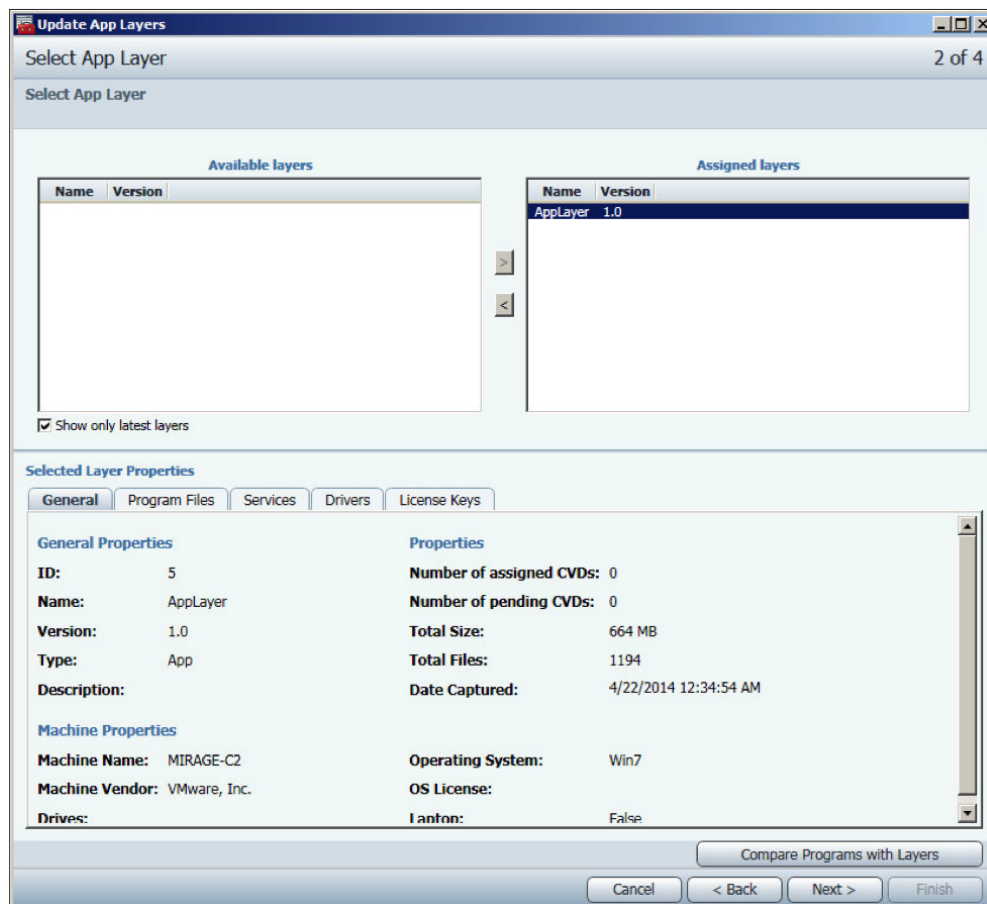 Update App Layers
Select App Layer 2 of 4
Select App Layer
Available layers Assigned layers
Name Version Name Version
AppLayer 1.0
>
<
Show only latest layers
Selected Layer Properties
General Program Files Services Drivers License Keys
General Properties Properties
ID: 5 Number of assigned CVDs: 0
Name: AppLayer Number of pending CVDs: 0
Version: 1.0 Total Size: 664 MB
Type: App Total Files: 1194
Description: Date Captured: 4/22/2014 12:34:54 AM
Machine Properties
Machine Name: MIRAGE-C2 Operating System: Win7
Machine Vendor: VMware, Inc. OS License:
Drives: Laptop: False
Compare Programs with Layers
Cancel < Back Next > Finish